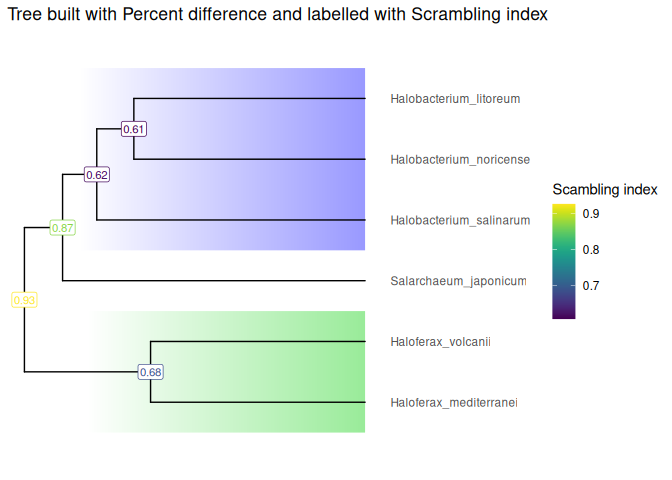 Tree built with Percent difference and labelled with Scrambling index
Halobacterium_litoreum
0.61
Halobacterium_noricense
0.62
Scambling index
0.9
Halobacterium_salinarum
0.87
0.8
Salarchaeum_japonicum
0.7
0.93
Haloferax_volcanii
0.68
Haloferax_mediterranei